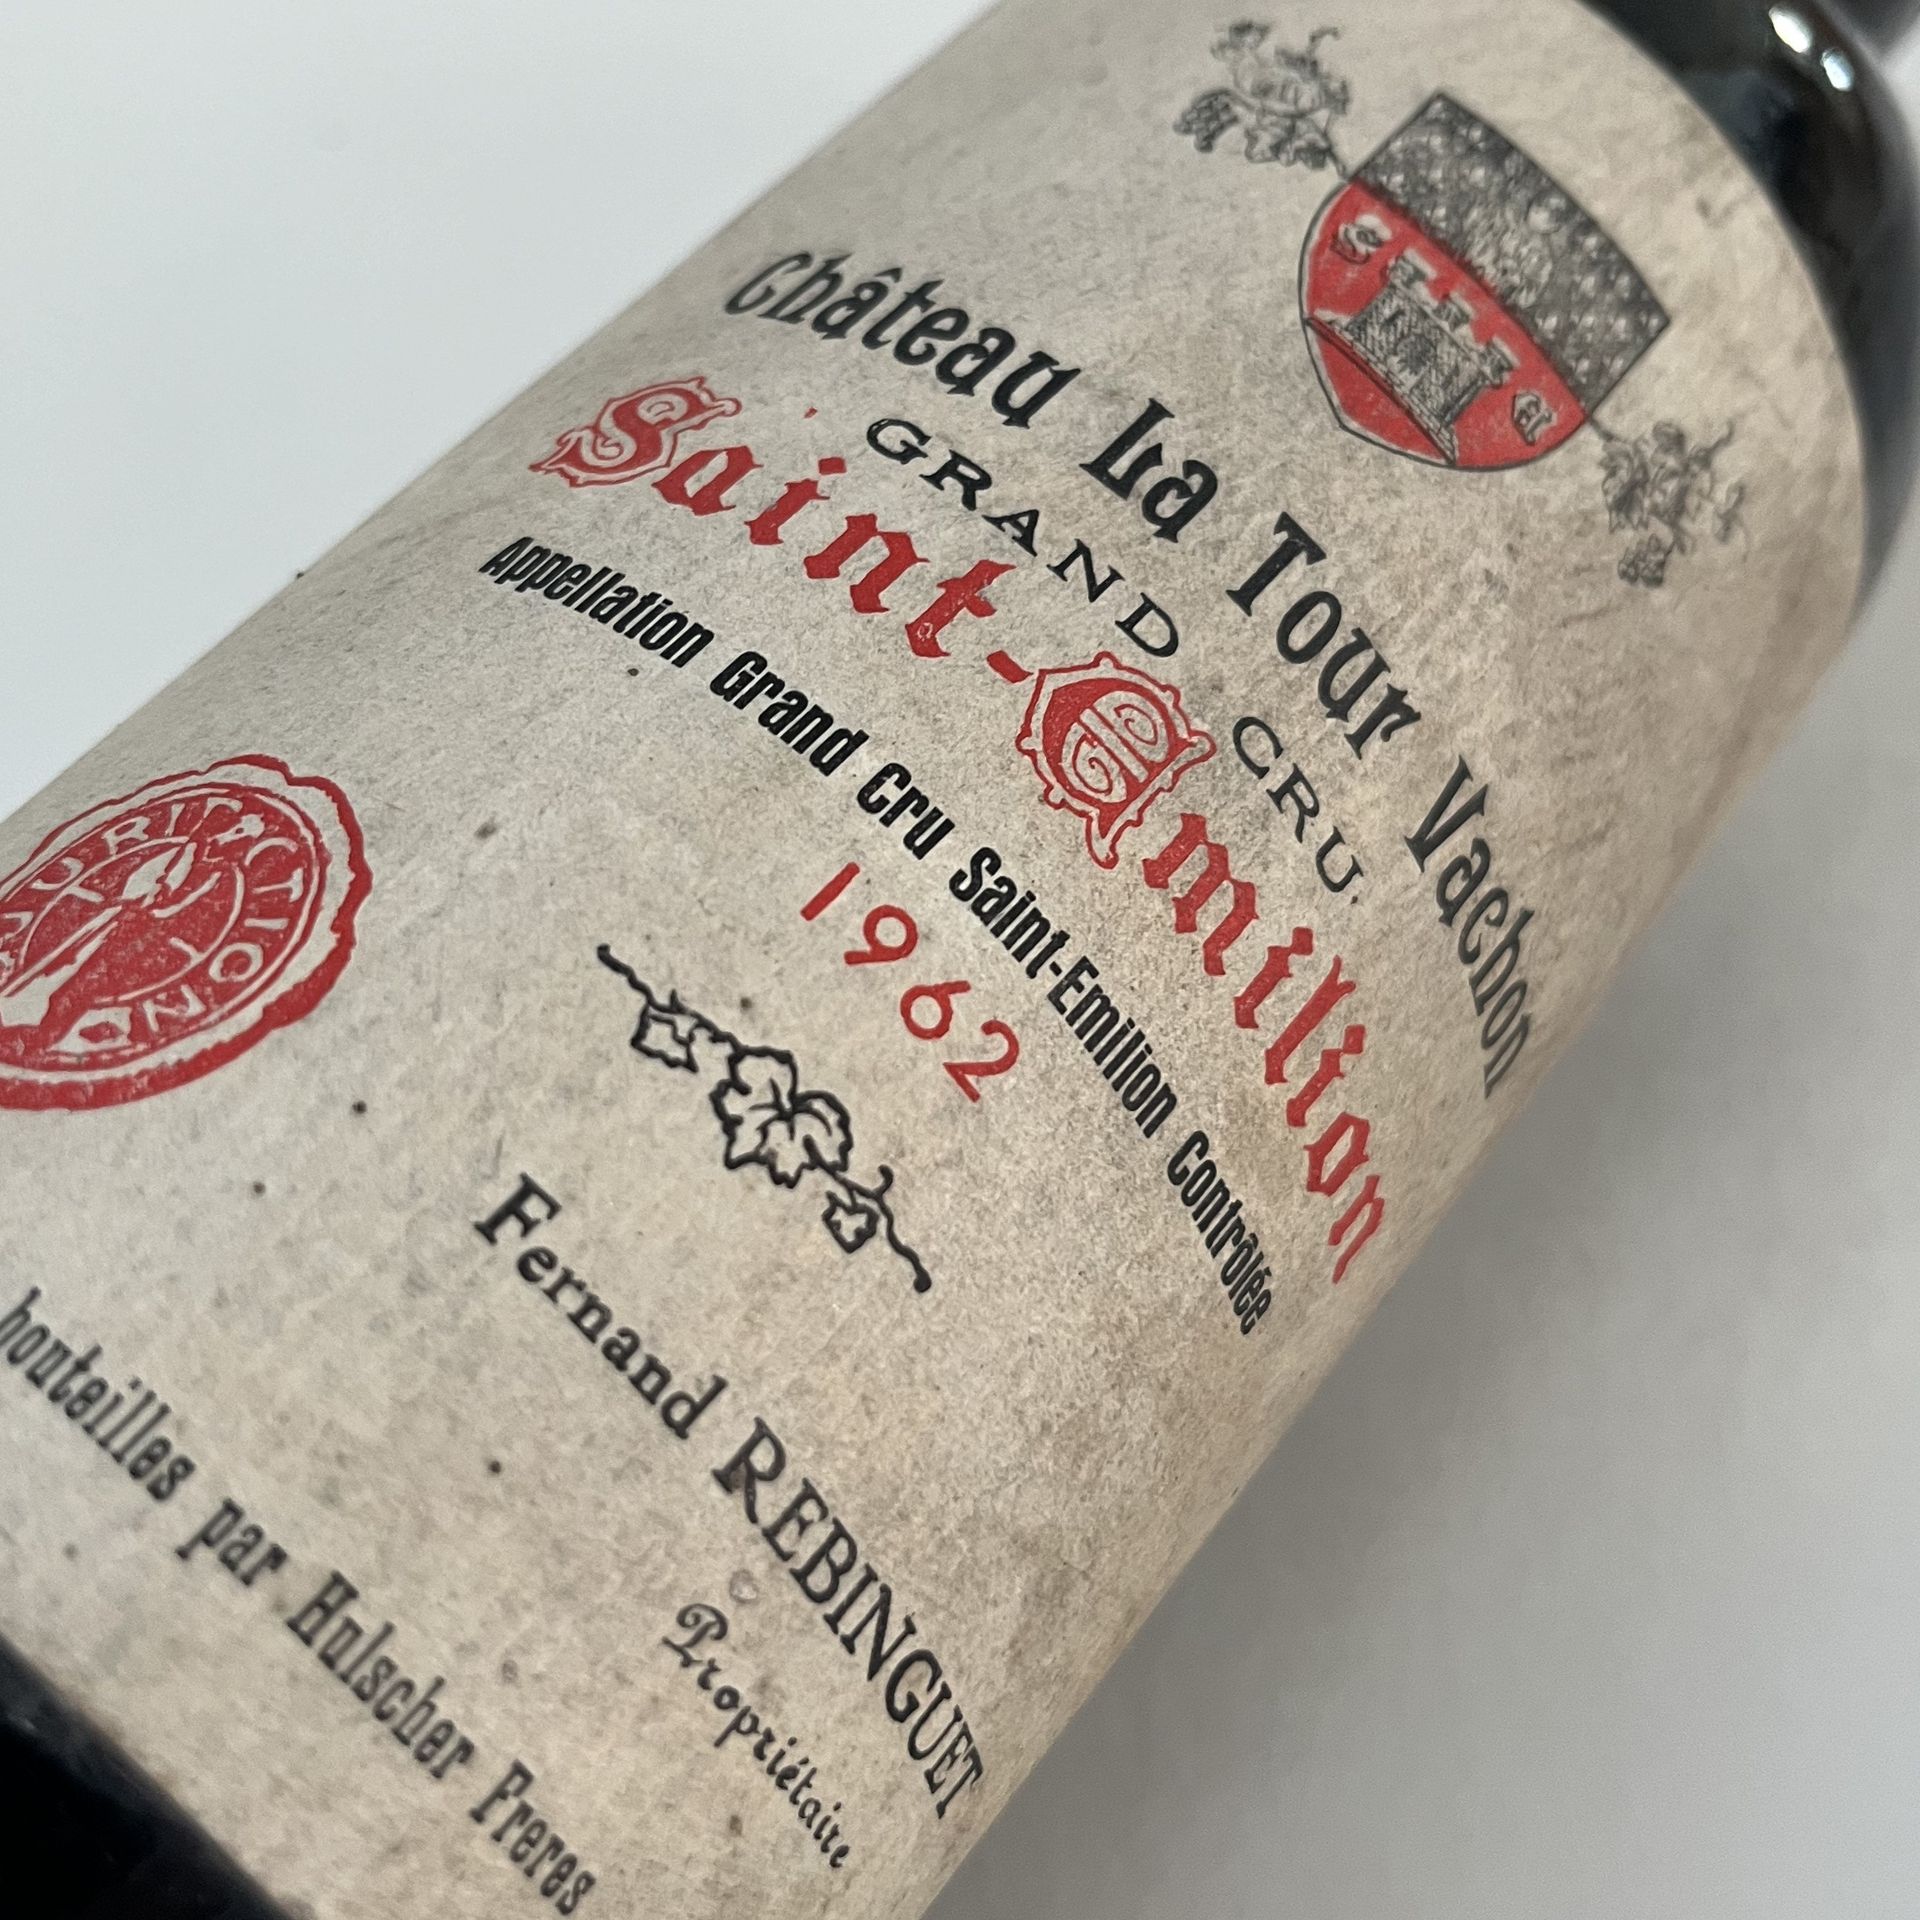 S E
Château La Tour Vachon
GRAND CRU
Saint-Emilion
Appellation Grand Cru Saint-Emilion Contrôlée
1962
Fernand REBINGUET
Propriétaire
bouteilles par Hulscher Freres